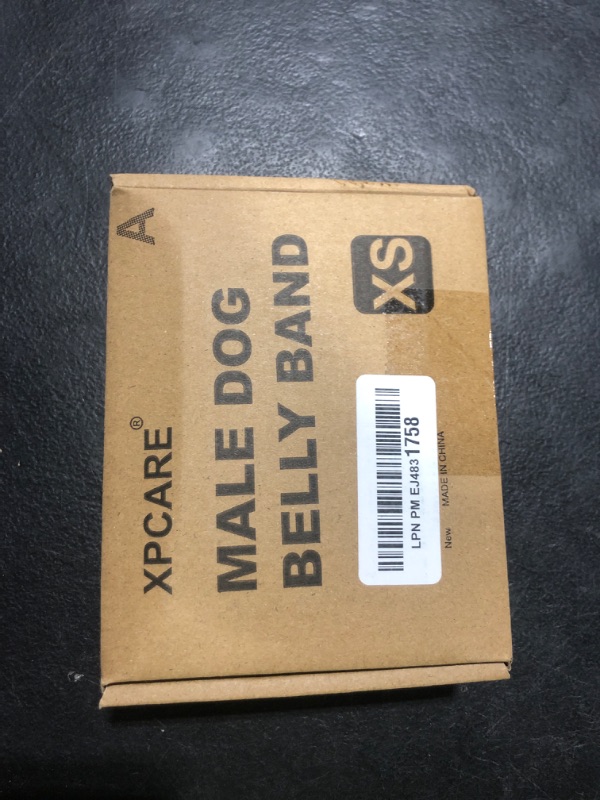 XPCARE®
A
MALE DOG
BELLY BAND
XS
LPN PM EJ4831758
New MADE IN CHINA